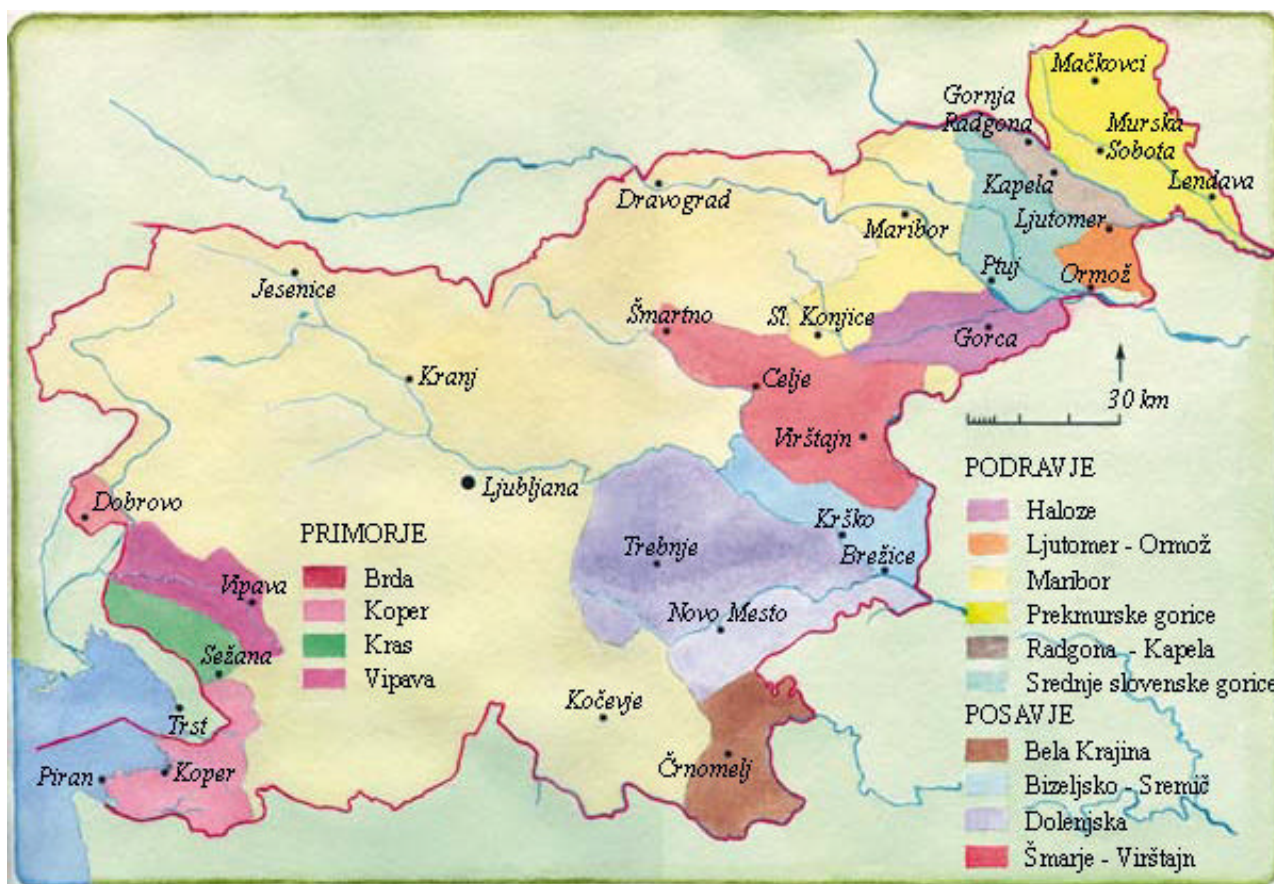 Mačkovci
Gornja
Radgona
Murska
Sobota
Kapela
Lendava
Dravograd
Maribor
Ljutomer
Jesenice
Ptuj
Ormož
Šmartno
Sl. Konjice
Gorca
Kranj
Celje
30 km
Virštajn
Ljubljana
Dobrovo
Krško
Trebnje
Brežice
Vipava
Novo Mesto
Sežana
Kočevje
Trst
Črnomelj
Piran
Koper
PRIMORJE
Brda
Koper
Kras
Vipava
PODRAVJE
Haloze
Ljutomer - Ormož
Maribor
Prekmurske gorice
Radgona - Kapela
Srednje slovenske gorice
POSAVJE
Bela Krajina
Bizeljsko - Sremič
Dolenjska
Šmarje - Virštajn